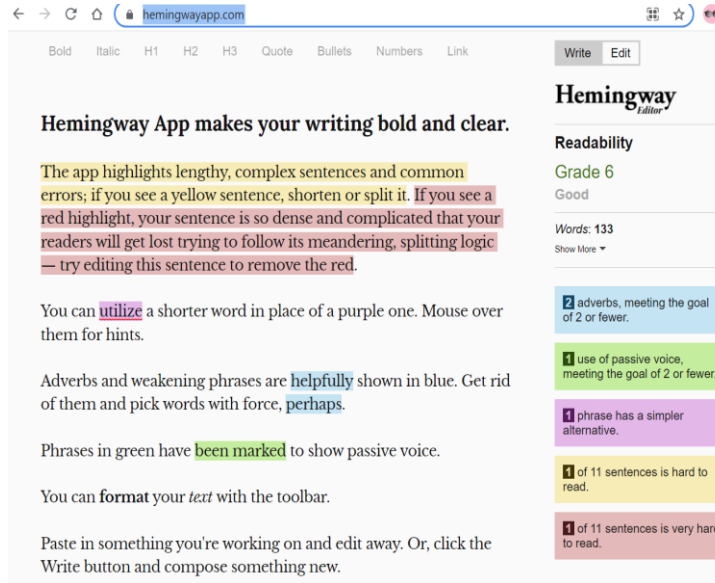 hemingwayapp.com
Bold Italic H1 H2 H3 Quote Bullets Numbers Link
Write Edit
Hemingway
Editor
Hemingway App makes your writing bold and clear.
The app highlights lengthy, complex sentences and common
errors; if you see a yellow sentence, shorten or split it. If you see a
red highlight, your sentence is so dense and complicated that your
readers will get lost trying to follow its meandering, splitting logic
— try editing this sentence to remove the red.
You can utilize a shorter word in place of a purple one. Mouse over
them for hints.
Adverbs and weakening phrases are helpfully shown in blue. Get rid
of them and pick words with force, perhaps.
Phrases in green have been marked to show passive voice.
You can format your text with the toolbar.
Paste in something you're working on and edit away. Or, click the
Write button and compose something new.
Readability
Grade 6
Good
Words: 133
Show More
2 adverbs, meeting the goal
of 2 or fewer.
1 use of passive voice,
meeting the goal of 2 or fewer.
1 phrase has a simpler
alternative.
1 of 11 sentences is hard to
read.
1 of 11 sentences is very hard
to read.